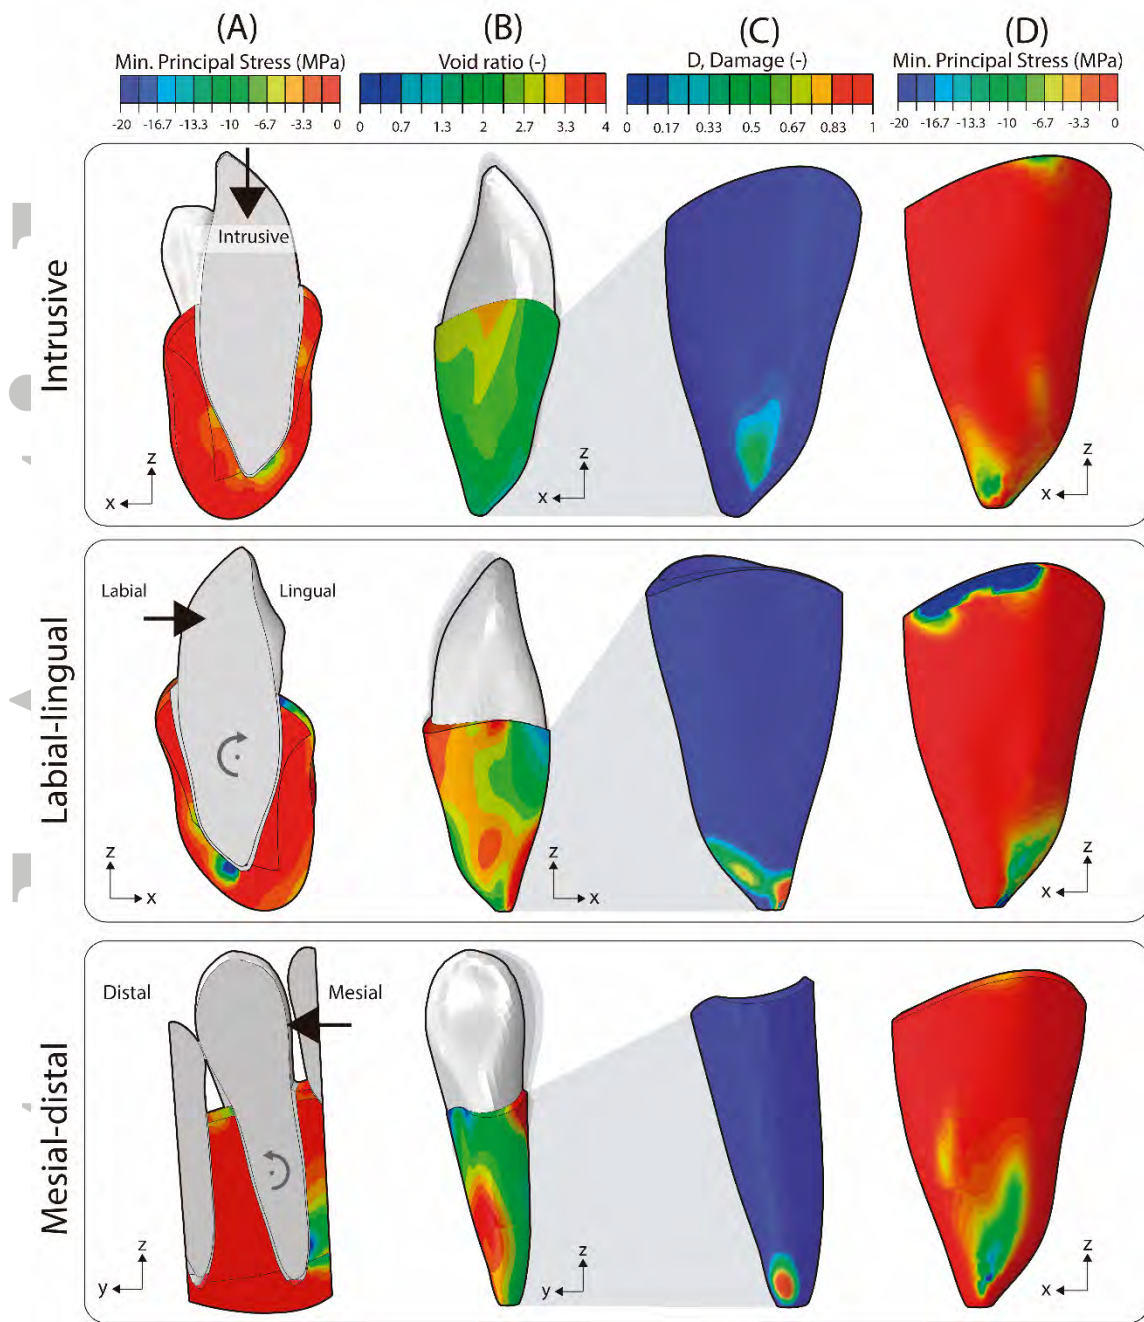 (A) (B) (C) (D)
Min. Principal Stress (MPa) Void ratio (-) D, Damage (-) Min. Principal Stress (MPa)
-20 -16.7 -13.3 -10 -6.7 -3.3 0 0 0.7 1.3 2 2.7 3.3 4 0 0.17 0.33 0.5 0.67 0.83 1 -20 -16.7 -13.3 -10 -6.7 -3.3 0
Intrusive
Intrusive
z
x
z
x
z
x
Labial-lingual
Labial Lingual
z
x
z
x
z
x
Mesial-distal
Distal Mesial
z
y
z
y
z
x